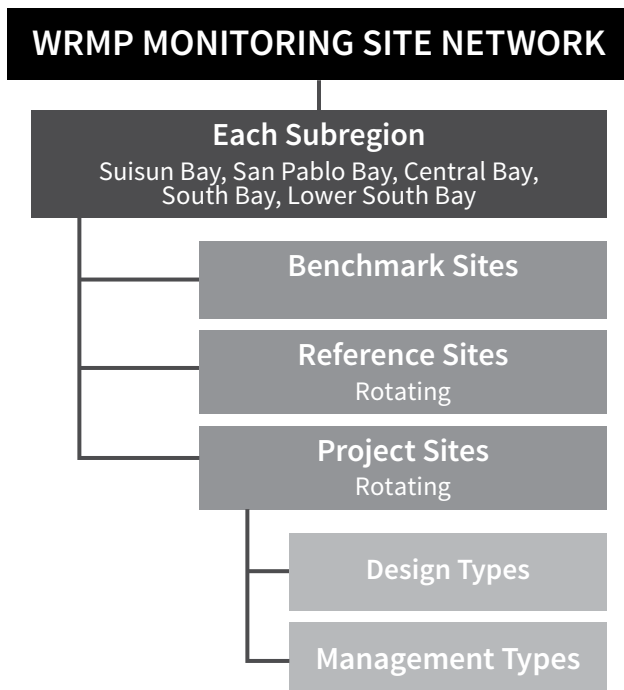 WRMP MONITORING SITE NETWORK
Each Subregion
Suisun Bay, San Pablo Bay, Central Bay,
South Bay, Lower South Bay
Benchmark Sites
Reference Sites
Rotating
Project Sites
Rotating
Design Types
Management Types